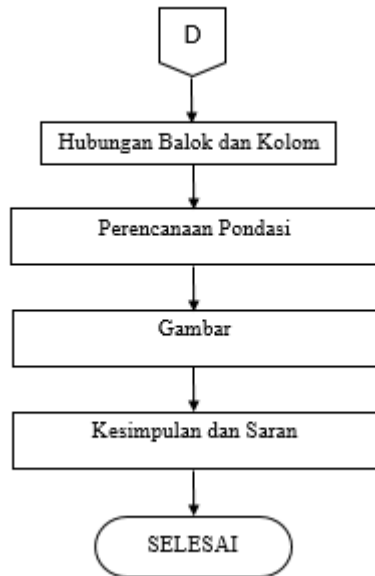 D
Hubungan Balok dan Kolom
Perencanaan Pondasi
Gambar
Kesimpulan dan Saran
SELESAI